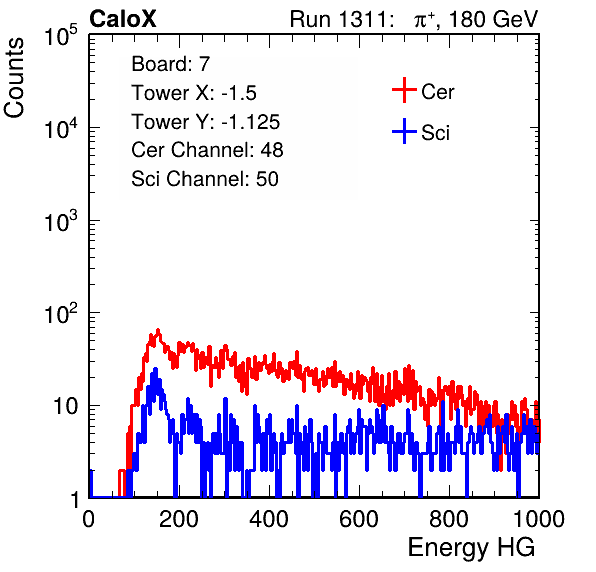 CaloX Run 1311: π⁺, 180 GeV
Counts
10⁵
10⁴
10³
10²
10
1
Board: 7
Tower X: -1.5
Tower Y: -1.125
Cer Channel: 48
Sci Channel: 50
Cer
Sci
0 200 400 600 800 1000
Energy HG